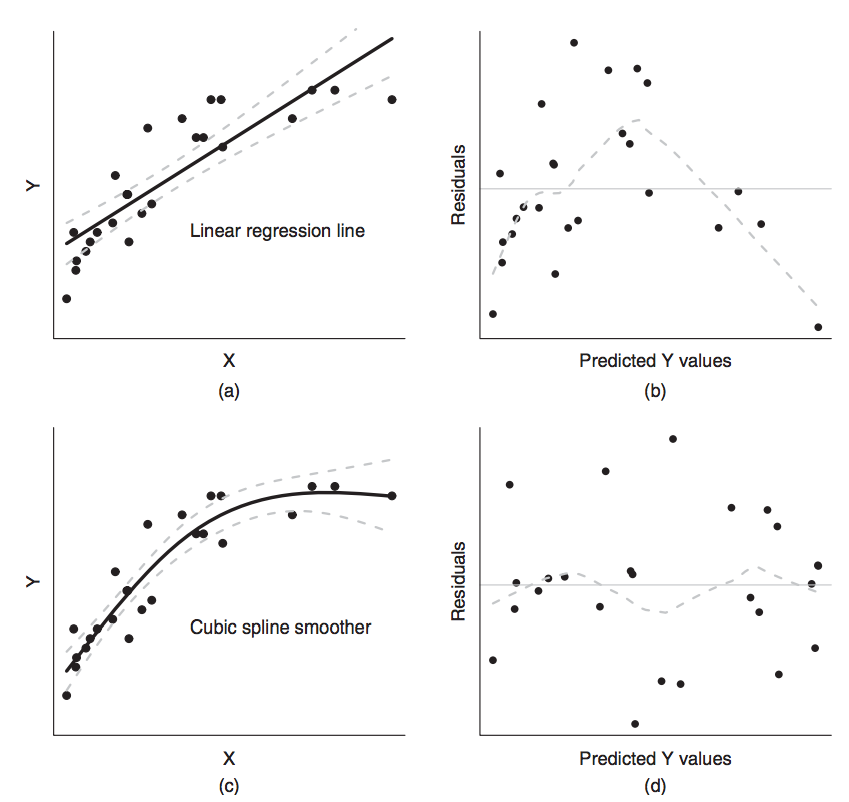 Y
Linear regression line
X
(a)
Residuals
Predicted Y values
(b)
Y
Cubic spline smoother
X
(c)
Residuals
Predicted Y values
(d)